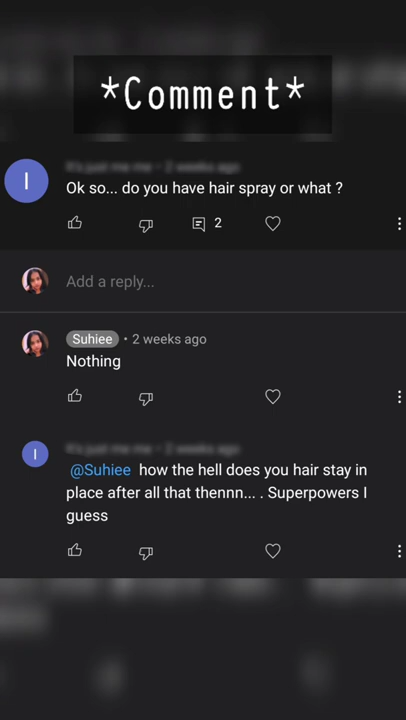 *Comment*
I
Ok so... do you have hair spray or what ?
2
Add a reply...
Suhiee • 2 weeks ago
Nothing
I
@Suhiee how the hell does you hair stay in
place after all that thennn... . Superpowers I
guess